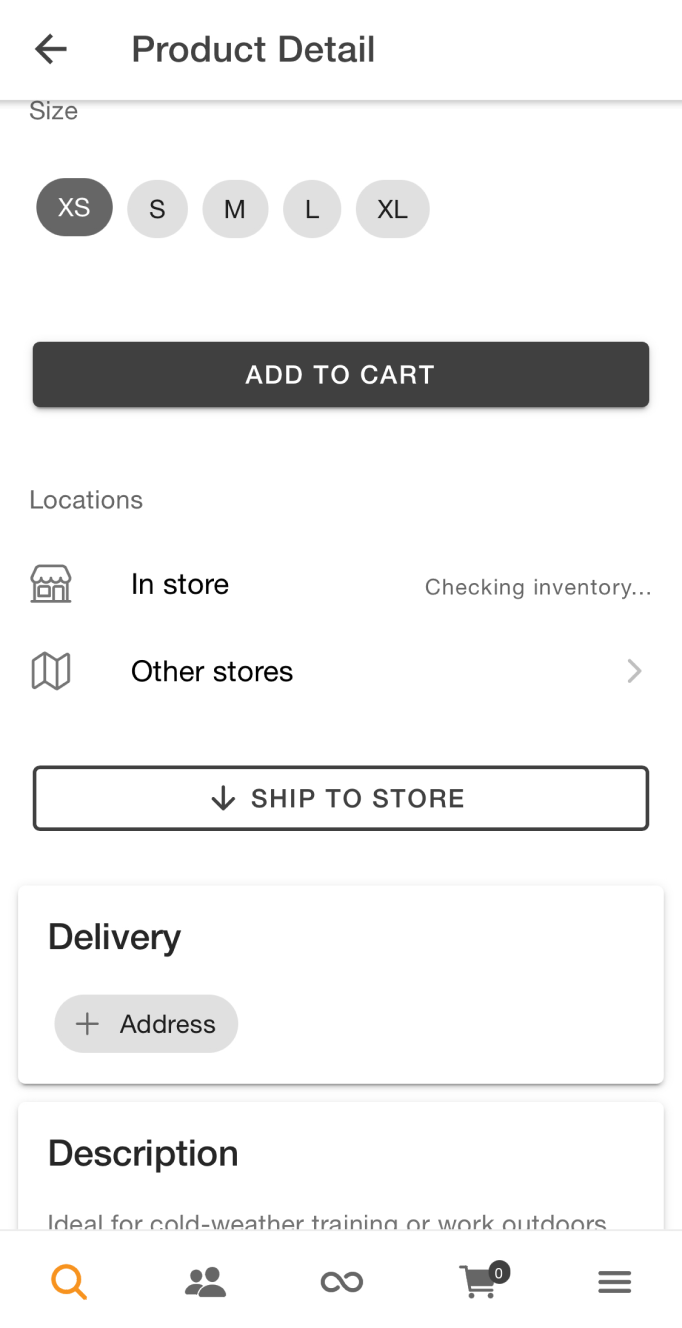 Product Detail
Size
XS S M L XL
ADD TO CART
Locations
In store Checking inventory...
Other stores
SHIP TO STORE
Delivery
+ Address
Description
Ideal for cold-weather training or work outdoors
0